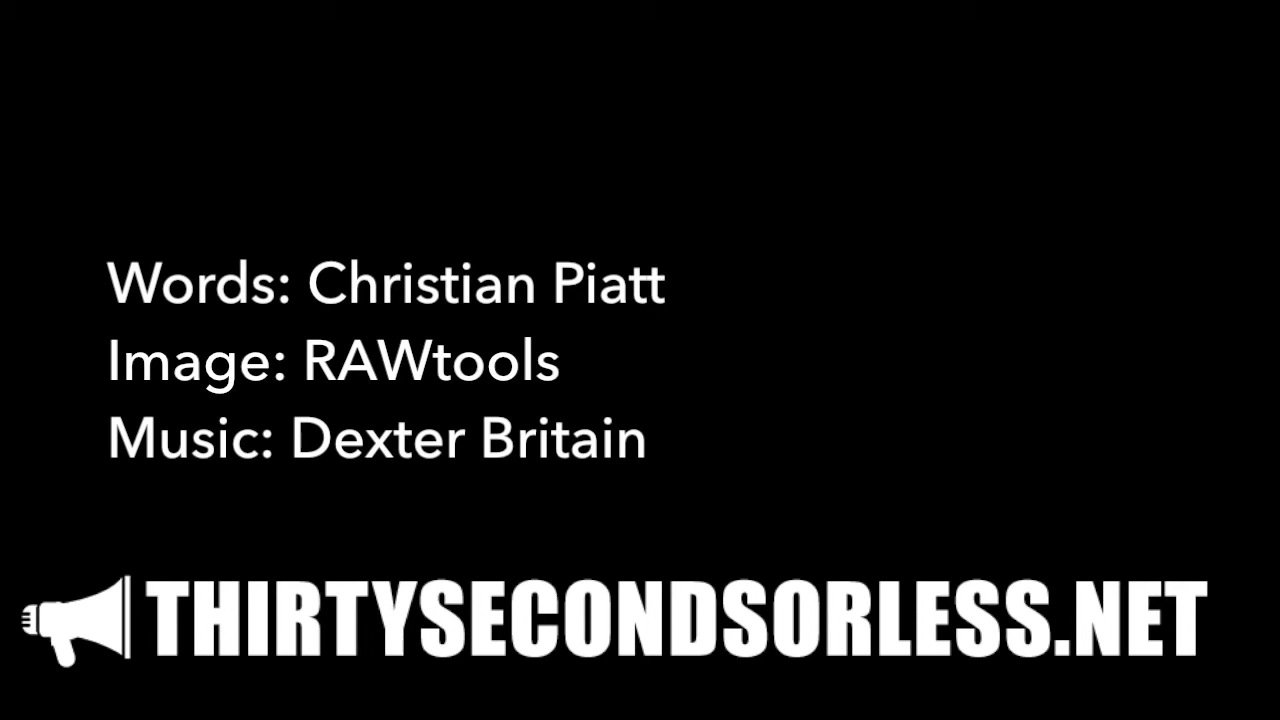 Words: Christian Piatt
Image: RAWtools
Music: Dexter Britain
THIRTYSECONDSORLESS.NET